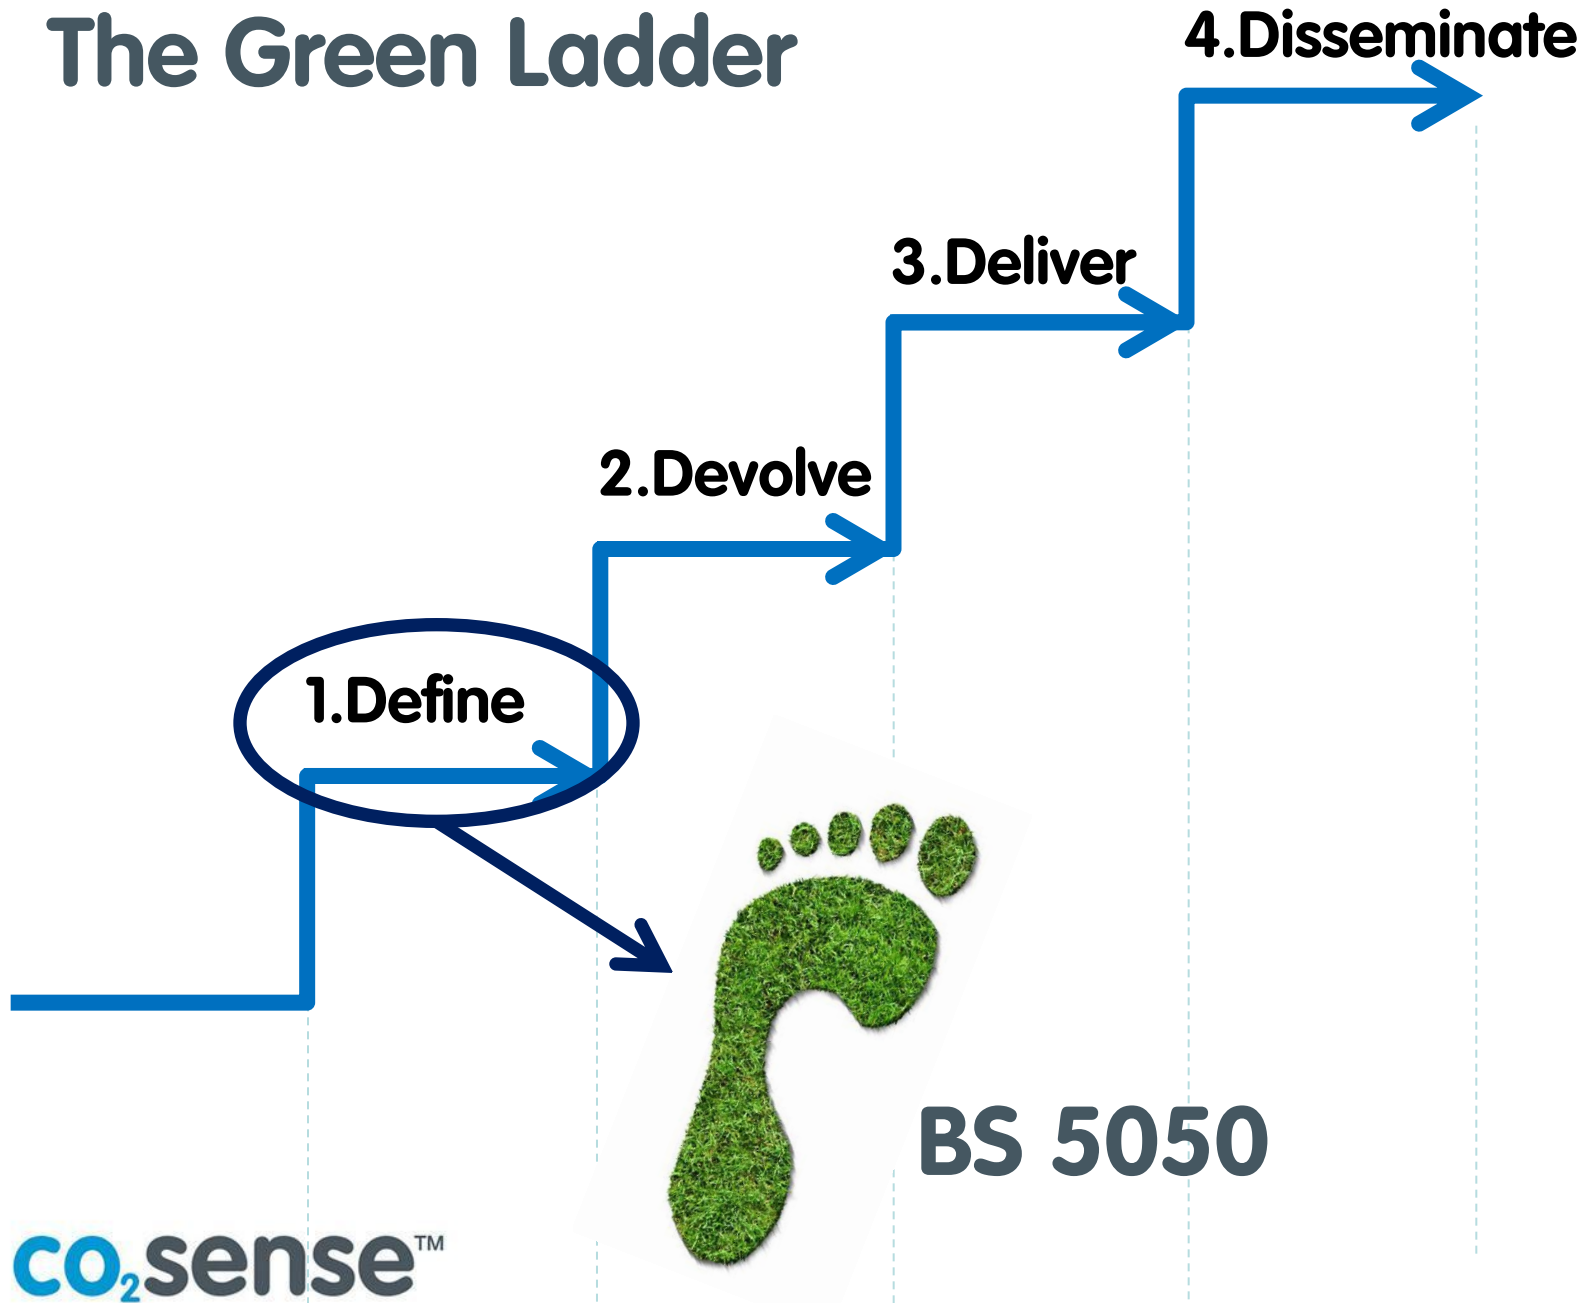 The Green Ladder
4.Disseminate
3.Deliver
2.Devolve
1.Define
BS 5050
co₂sense™